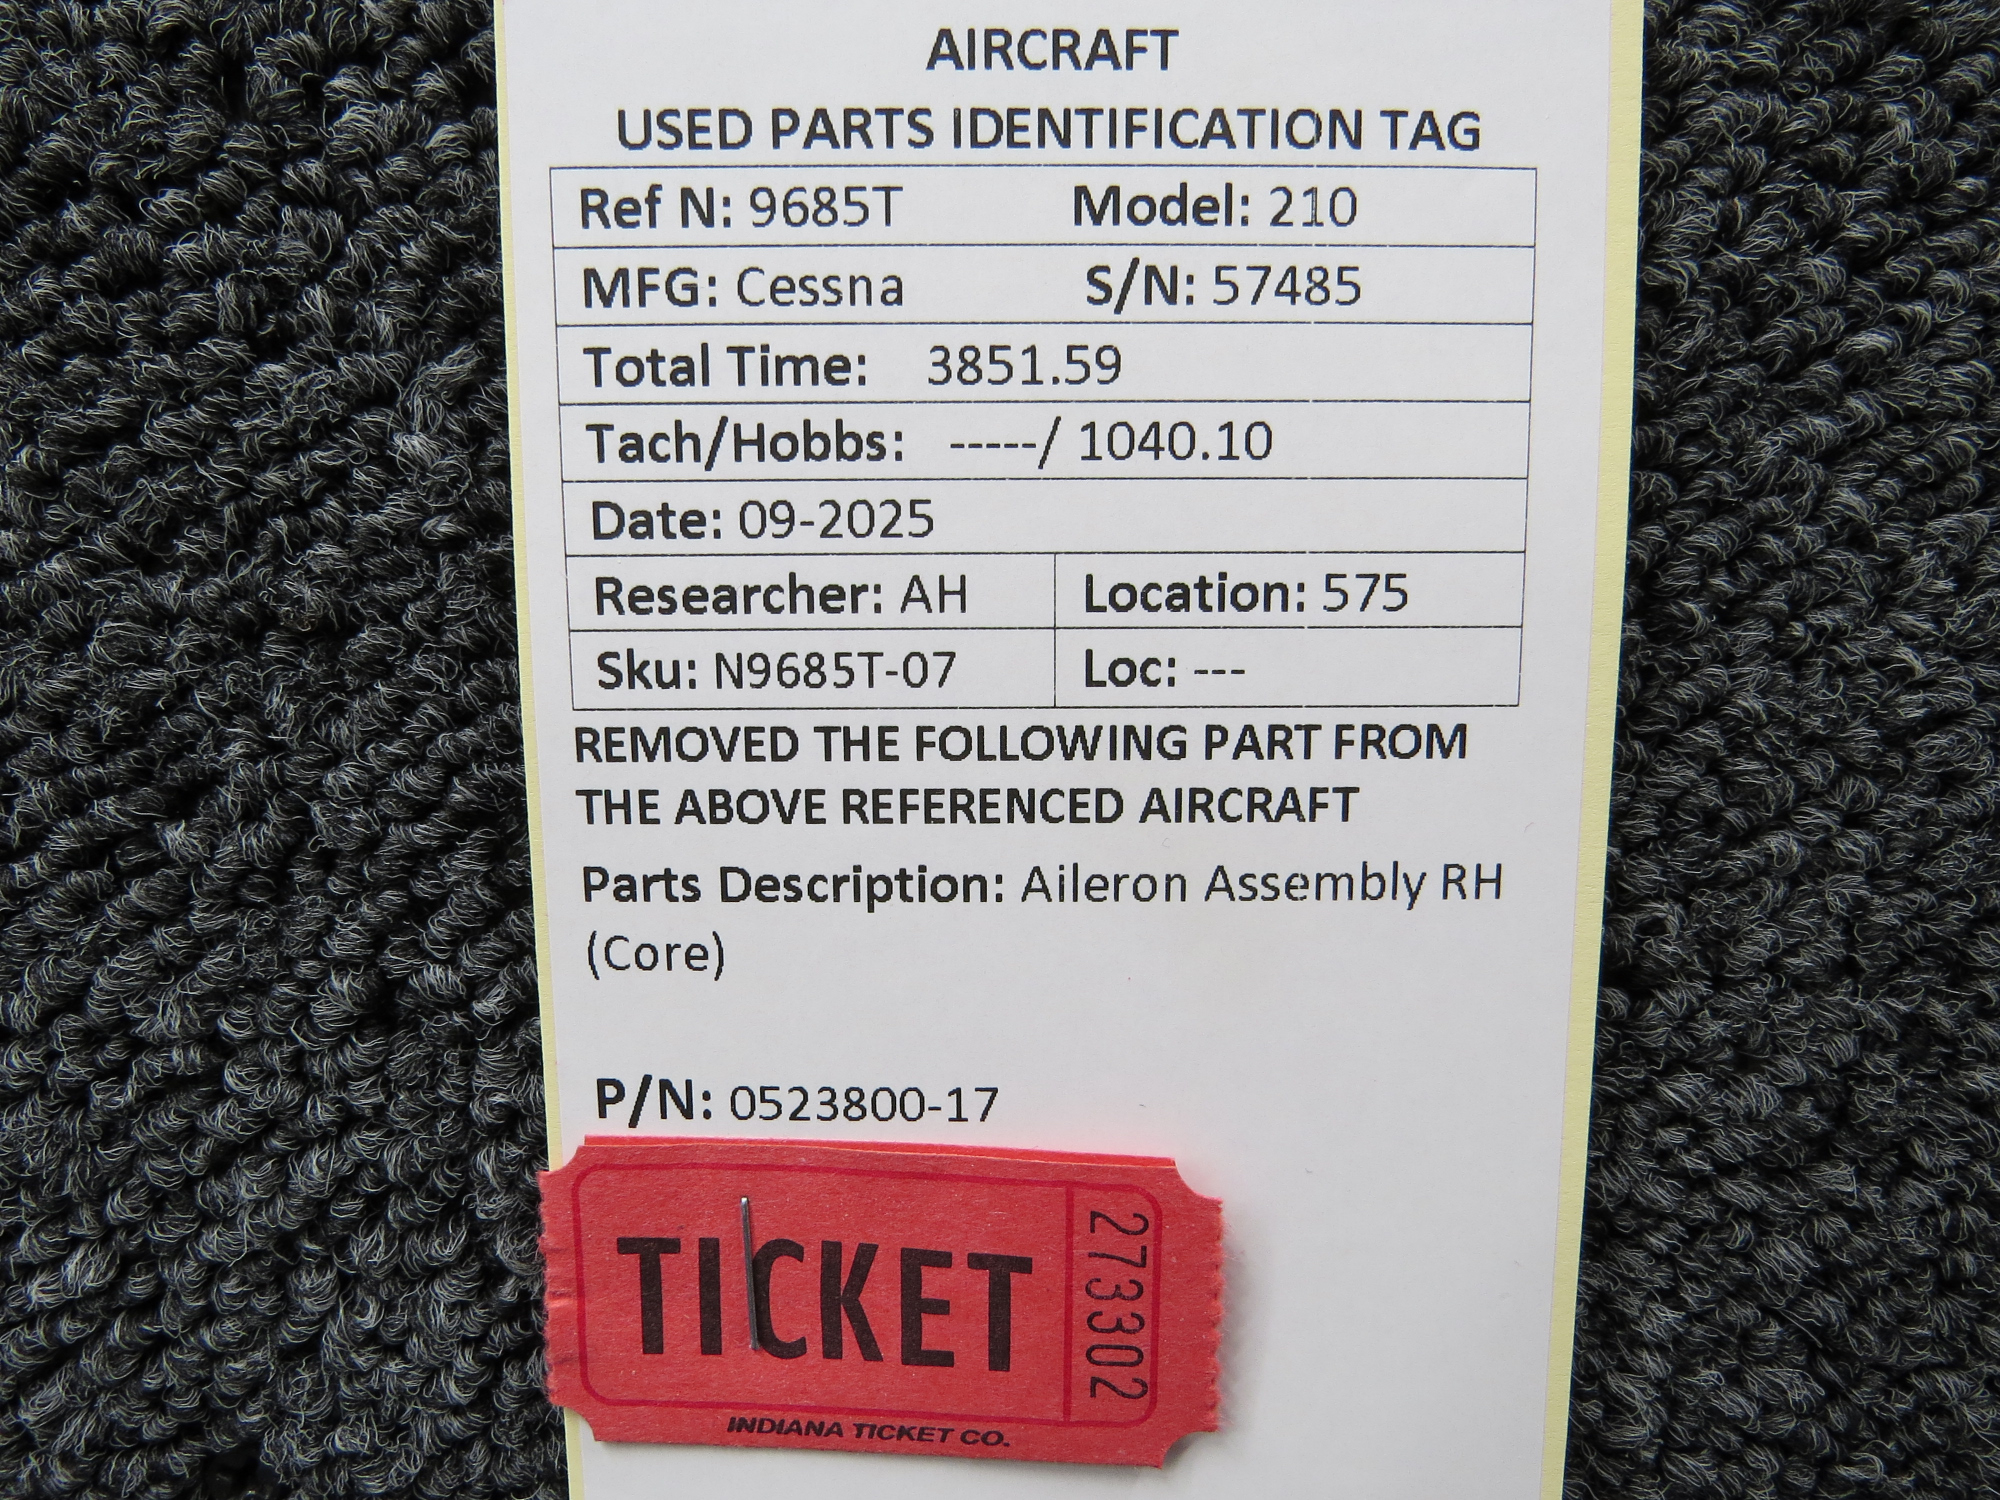 AIRCRAFT
USED PARTS IDENTIFICATION TAG
Ref N: 9685T Model: 210
MFG: Cessna S/N: 57485
Total Time: 3851.59
Tach/Hobbs: -----/ 1040.10
Date: 09-2025
Researcher: AH Location: 575
Sku: N9685T-07 Loc: ---
REMOVED THE FOLLOWING PART FROM
THE ABOVE REFERENCED AIRCRAFT
Parts Description: Aileron Assembly RH
(Core)
P/N: 0523800-17
TICKET
273302
INDIANA TICKET CO.